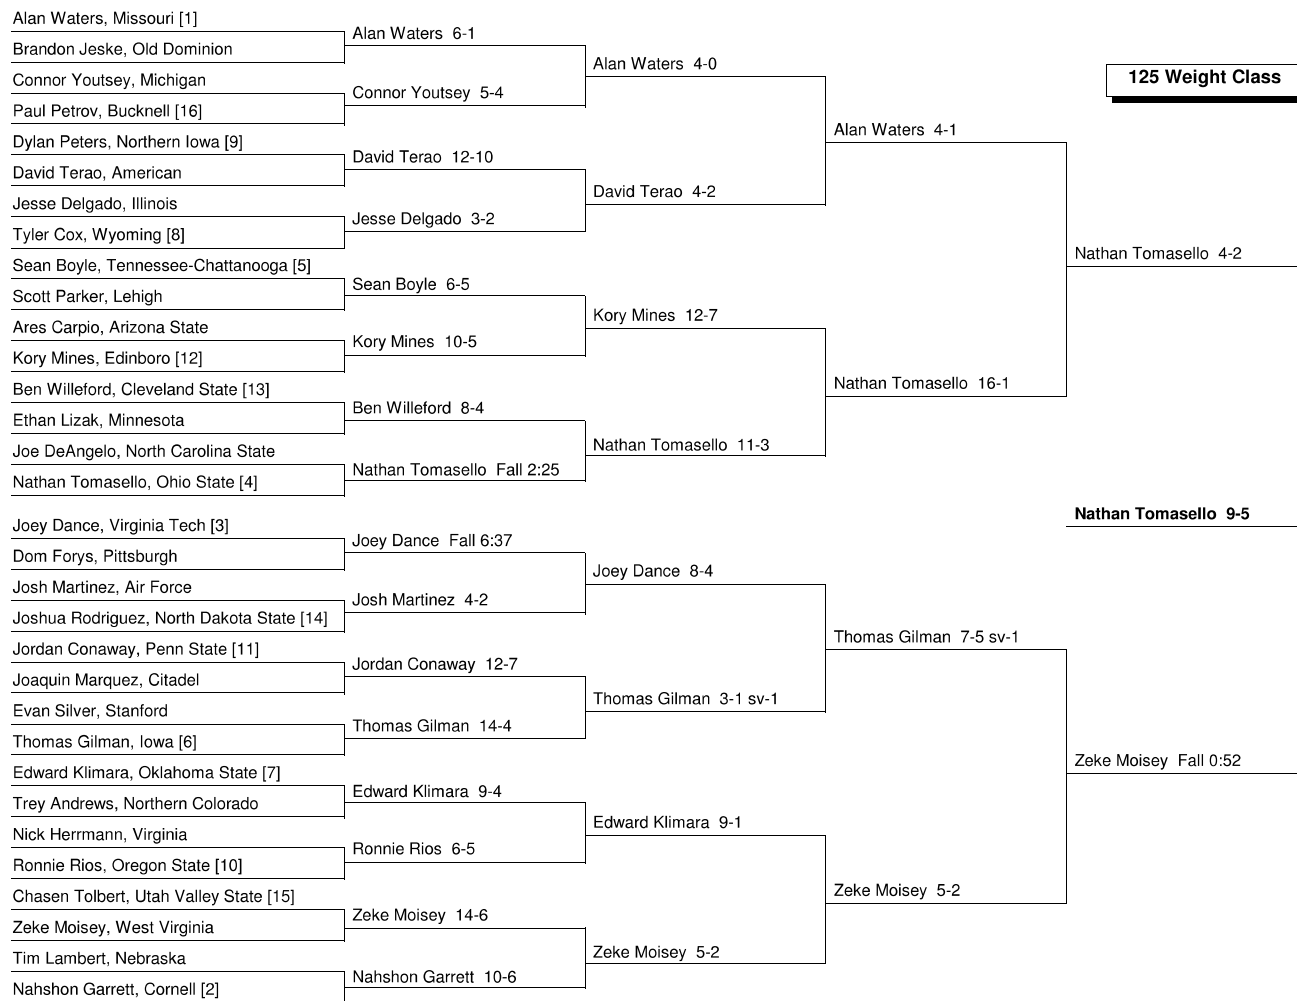 Alan Waters, Missouri [1]
Brandon Jeske, Old Dominion
Connor Youtsey, Michigan
Paul Petrov, Bucknell [16]
Dylan Peters, Northern Iowa [9]
David Terao, American
Jesse Delgado, Illinois
Tyler Cox, Wyoming [8]
Sean Boyle, Tennessee-Chattanooga [5]
Scott Parker, Lehigh
Ares Carpio, Arizona State
Kory Mines, Edinboro [12]
Ben Willeford, Cleveland State [13]
Ethan Lizak, Minnesota
Joe DeAngelo, North Carolina State
Nathan Tomasello, Ohio State [4]
Joey Dance, Virginia Tech [3]
Dom Forys, Pittsburgh
Josh Martinez, Air Force
Joshua Rodriguez, North Dakota State [14]
Jordan Conaway, Penn State [11]
Joaquin Marquez, Citadel
Evan Silver, Stanford
Thomas Gilman, Iowa [6]
Edward Klimara, Oklahoma State [7]
Trey Andrews, Northern Colorado
Nick Herrmann, Virginia
Ronnie Rios, Oregon State [10]
Chasen Tolbert, Utah Valley State [15]
Zeke Moisey, West Virginia
Tim Lambert, Nebraska
Nahshon Garrett, Cornell [2]
Alan Waters 6-1
Connor Youtsey 5-4
David Terao 12-10
Jesse Delgado 3-2
Sean Boyle 6-5
Kory Mines 10-5
Ben Willeford 8-4
Nathan Tomasello Fall 2:25
Joey Dance Fall 6:37
Josh Martinez 4-2
Jordan Conaway 12-7
Thomas Gilman 14-4
Edward Klimara 9-4
Ronnie Rios 6-5
Zeke Moisey 14-6
Nahshon Garrett 10-6
Alan Waters 4-0
David Terao 4-2
Kory Mines 12-7
Nathan Tomasello 11-3
Joey Dance 8-4
Thomas Gilman 3-1 sv-1
Edward Klimara 9-1
Zeke Moisey 5-2
Alan Waters 4-1
Nathan Tomasello 16-1
Thomas Gilman 7-5 sv-1
Zeke Moisey 5-2
125 Weight Class
Nathan Tomasello 4-2
Nathan Tomasello 9-5
Zeke Moisey Fall 0:52